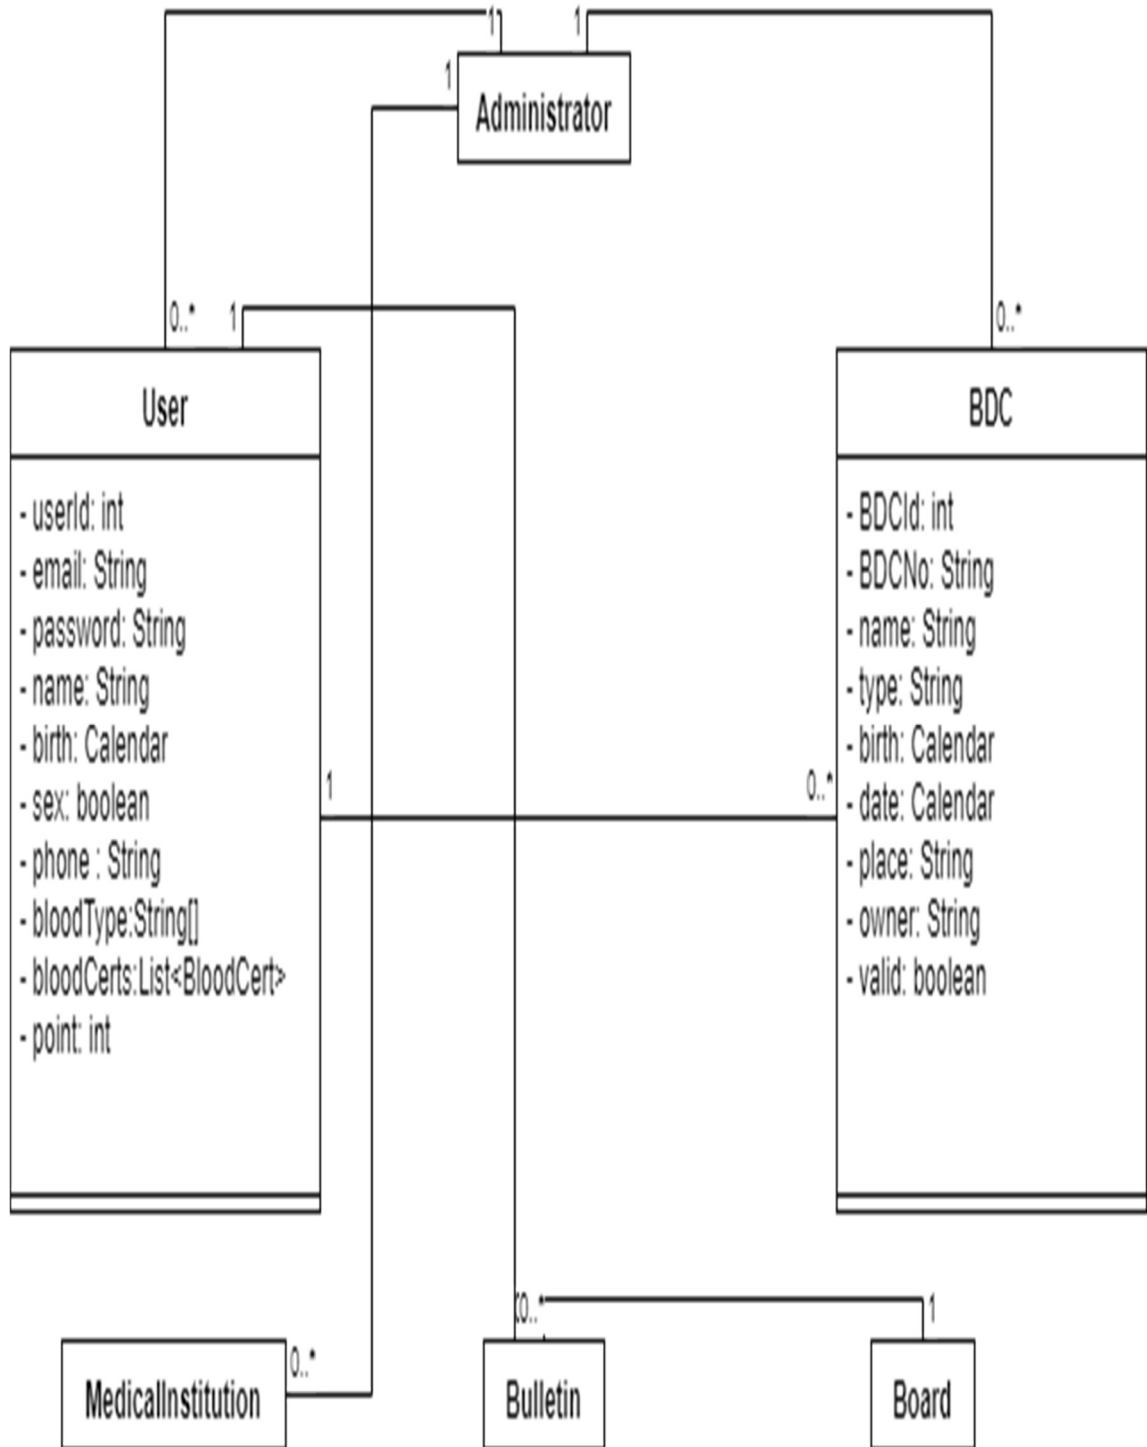 1
1
1
Administrator
0..*
1
0..*
User
BDC
- userId: int
- email: String
- password: String
- name: String
- birth: Calendar
- sex: boolean
- phone : String
- bloodType:String[]
- bloodCerts:List<BloodCert>
- point: int
- BDCId: int
- BDCNo: String
- name: String
- type: String
- birth: Calendar
- date: Calendar
- place: String
- owner: String
- valid: boolean
1
0..*
0..*
1
0..*
MedicalInstitution
Bulletin
Board